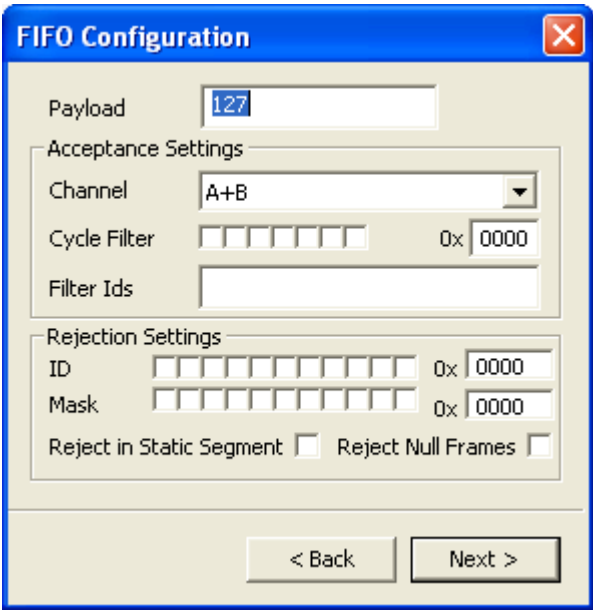 FIFO Configuration
Payload 127
Acceptance Settings
Channel A+B
Cycle Filter 0x 0000
Filter Ids
Rejection Settings
ID 0x 0000
Mask 0x 0000
Reject in Static Segment Reject Null Frames
< Back Next >